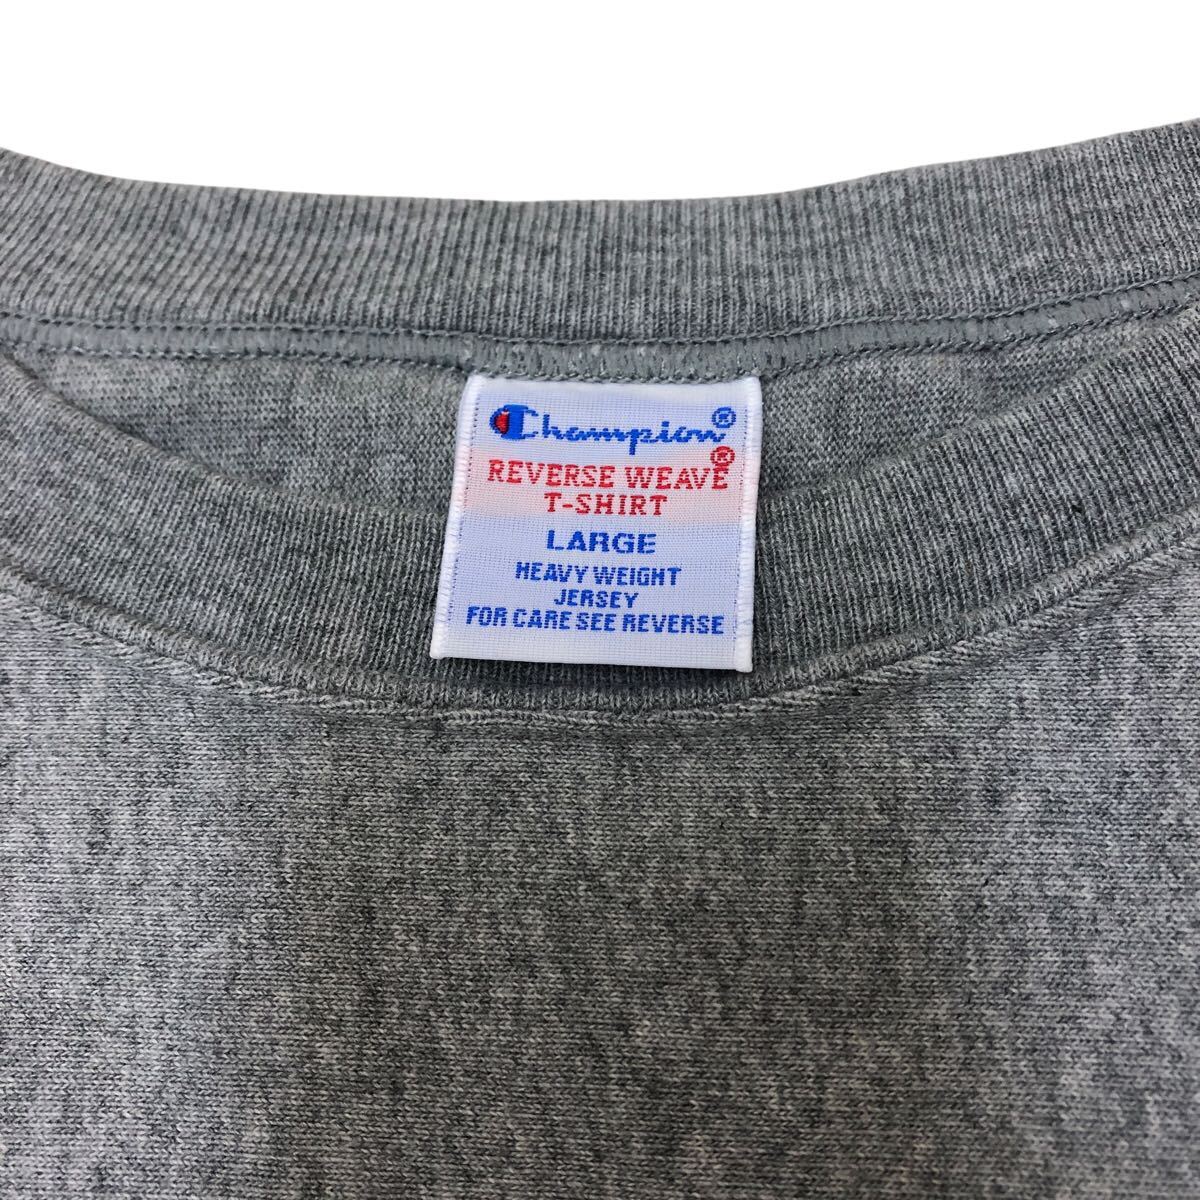 Champion®
REVERSE WEAVE®
T-SHIRT
LARGE
HEAVY WEIGHT
JERSEY
FOR CARE SEE REVERSE